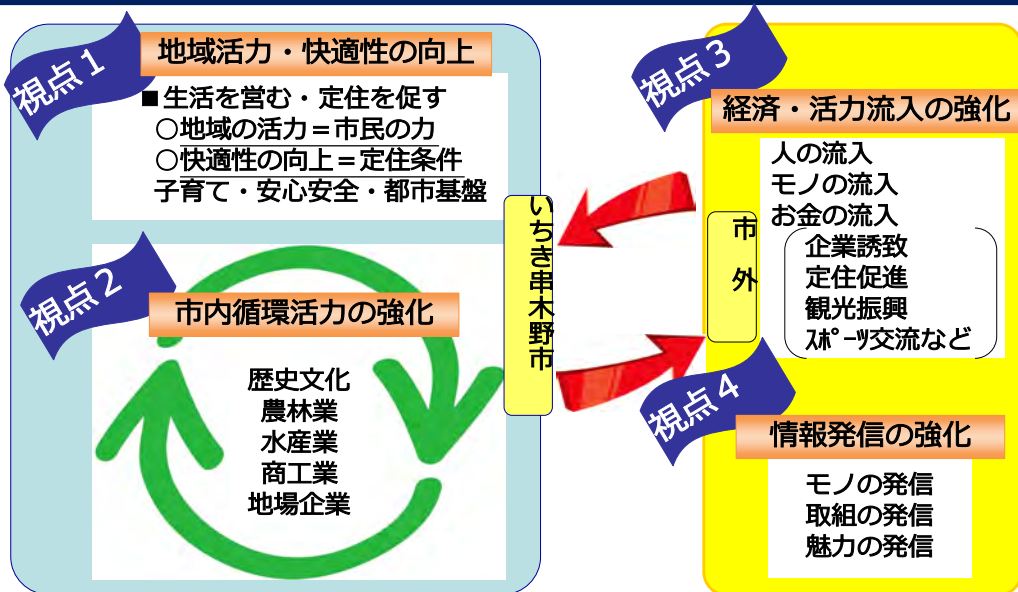 視点1
地域活力・快適性の向上
■生活を営む・定住を促す
○地域の活力＝市民の力
○快適性の向上＝定住条件
子育て・安心安全・都市基盤
視点2
市内循環活力の強化
歴史文化
農林業
水産業
商工業
地場企業
いちき串木野市
視点3
経済・活力流入の強化
人の流入
モノの流入
お金の流入
企業誘致
定住促進
観光振興
ｽﾎﾟｰﾂ交流など
市外
視点4
情報発信の強化
モノの発信
取組の発信
魅力の発信